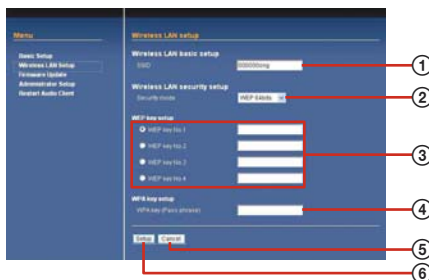 Menu
Basic Setup
Wireless LAN Setup
Firmware Update
Administrator Setup
Restart Audio Client
Wireless LAN setup
Wireless LAN basic setup
SSID
1
Wireless LAN security setup
Security mode
WEP 64bits
2
WEP key setup
WEP key No.1
WEP key No.2
WEP key No.3
WEP key No.4
3
WPA key setup
WPA key (Pass phrase)
4
Setup Cancel
5
6